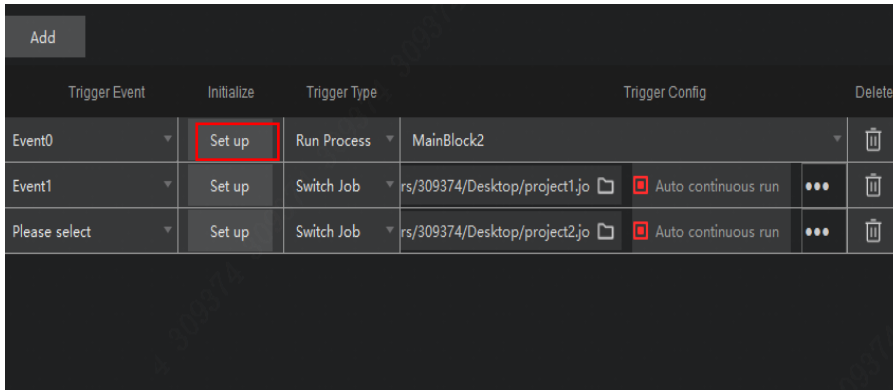 Add
Trigger Event Initialize Trigger Type Trigger Config Delete
Event0 Set up Run Process MainBlock2
Event1 Set up Switch Job rs/309374/Desktop/project1.jo Auto continuous run •••
Please select Set up Switch Job rs/309374/Desktop/project2.jo Auto continuous run •••